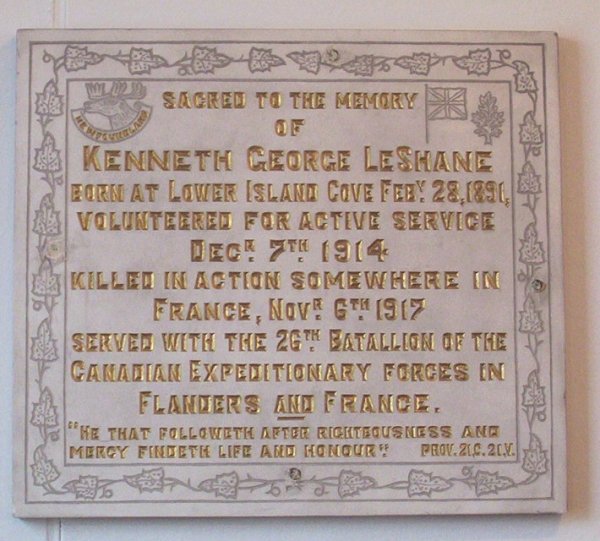 NEWFOUNDLAND
SACRED TO THE MEMORY
OF
KENNETH GEORGE LESHANE
BORN AT LOWER ISLAND COVE FEBY. 28, 1891,
VOLUNTEERED FOR ACTIVE SERVICE
DECR. 7TH. 1914
KILLED IN ACTION SOMEWHERE IN
FRANCE, NOVR. 6TH. 1917
SERVED WITH THE 26TH. BATALLION OF THE
CANADIAN EXPEDITIONARY FORCES IN
FLANDERS AND FRANCE.
"HE THAT FOLLOWETH AFTER RIGHTEOUSNESS AND
MERCY FINDETH LIFE AND HONOUR". PROV. 21.C. 21.V.